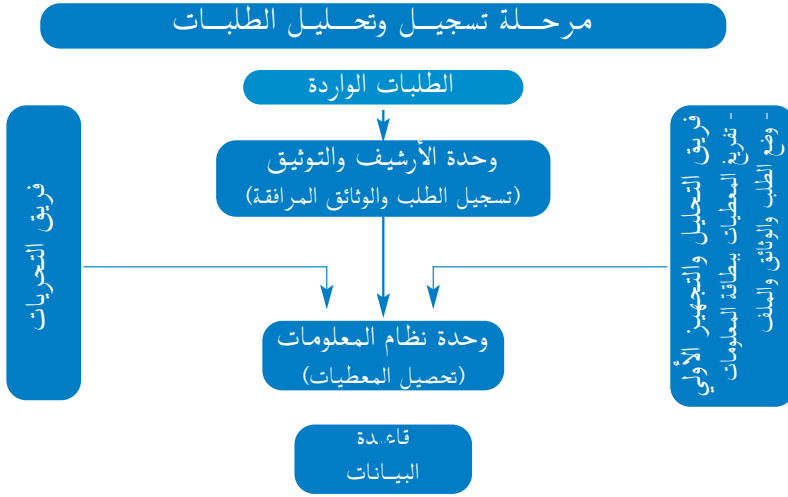 مرحلة تسجيل وتحليل الطلبات
الطلبات الواردة
وحدة الأرشيف والتوثيق
(تسجيل الطلب والوثائق المرافقة)
فريق التحليل والتجهيز الأولي
- تفريغ المعطيات ببطاقة المعلومات
- وضع الطلب والوثائق والملف
فريق التحريات
وحدة نظام المعلومات
(تحصيل المعطيات)
قاعدة
البيانات